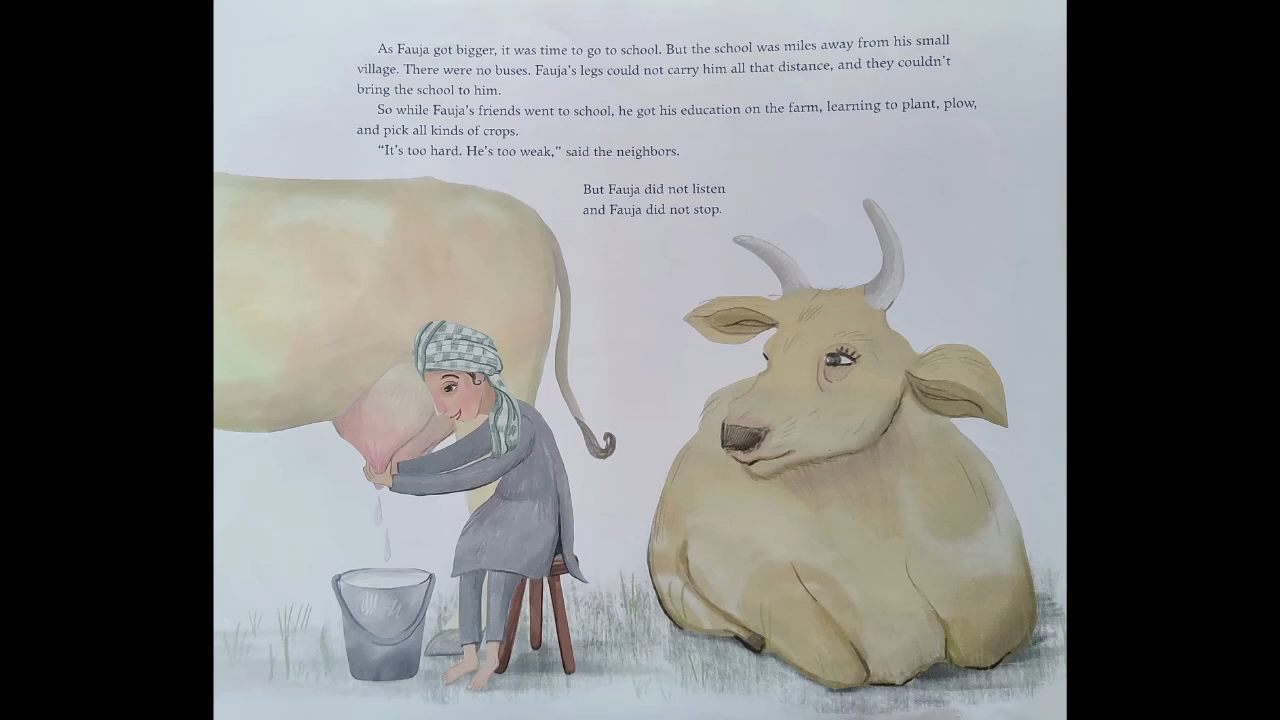 As Fauja got bigger, it was time to go to school. But the school was miles away from his small
village. There were no buses. Fauja's legs could not carry him all that distance, and they couldn't
bring the school to him.
So while Fauja's friends went to school, he got his education on the farm, learning to plant, plow,
and pick all kinds of crops.
“It's too hard. He's too weak,” said the neighbors.
But Fauja did not listen
and Fauja did not stop.